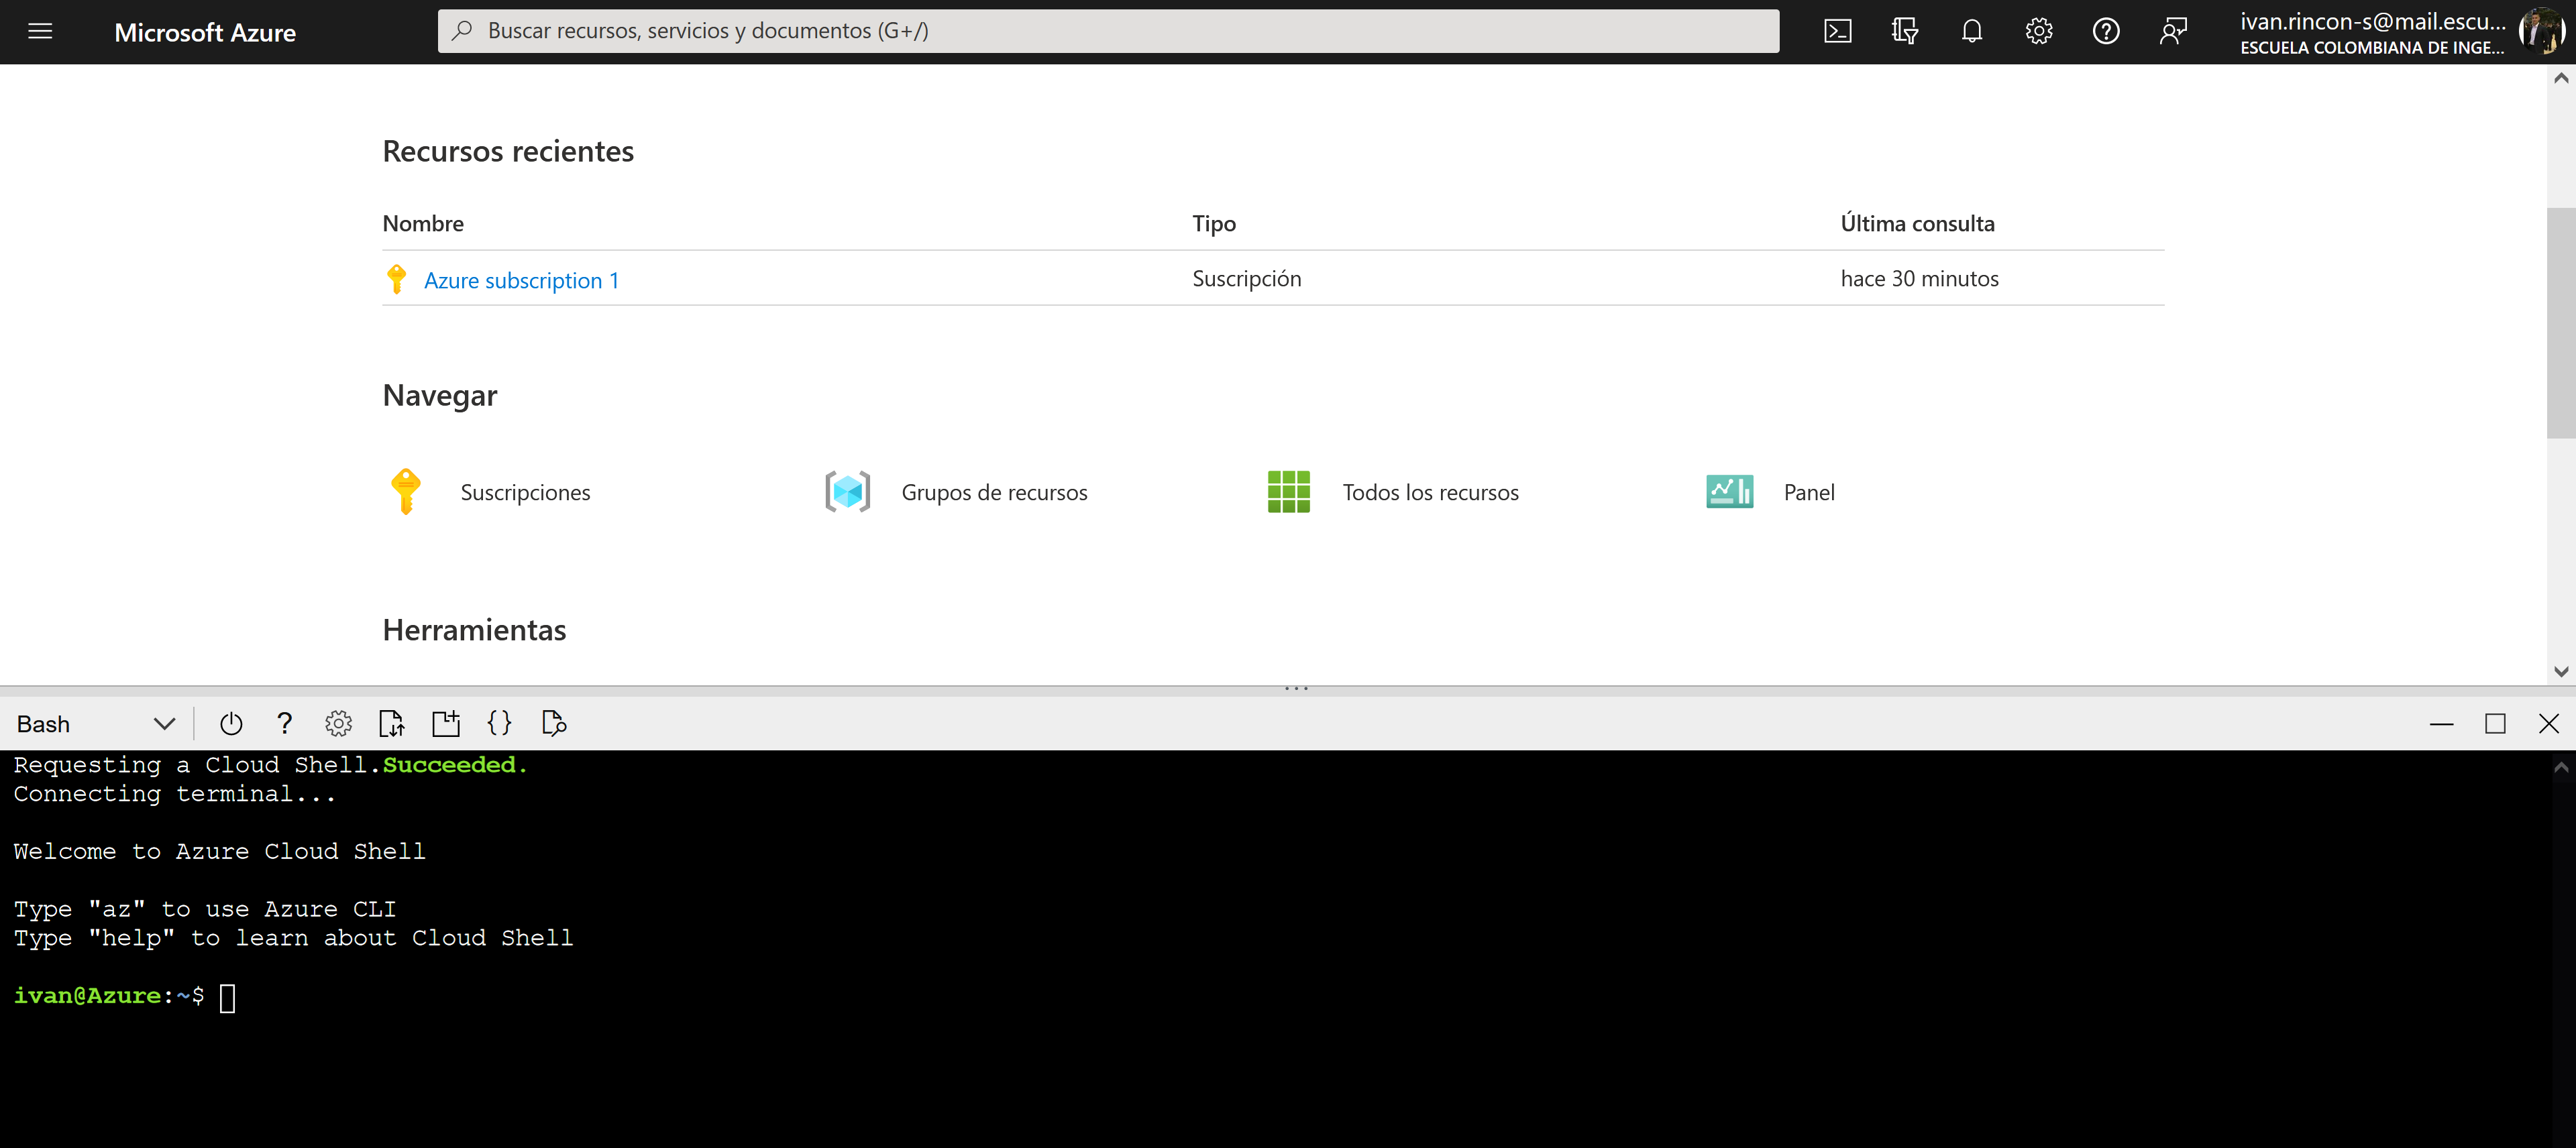 Microsoft Azure
Buscar recursos, servicios y documentos (G+/)
ivan.rincon-s@mail.escu...
ESCUELA COLOMBIANA DE INGE...
Recursos recientes
Nombre Tipo Última consulta
Azure subscription 1 Suscripción hace 30 minutos
Navegar
Suscripciones Grupos de recursos Todos los recursos Panel
Herramientas
Bash
Requesting a Cloud Shell.Succeeded.
Connecting terminal...
Welcome to Azure Cloud Shell
Type "az" to use Azure CLI
Type "help" to learn about Cloud Shell
ivan@Azure:~$